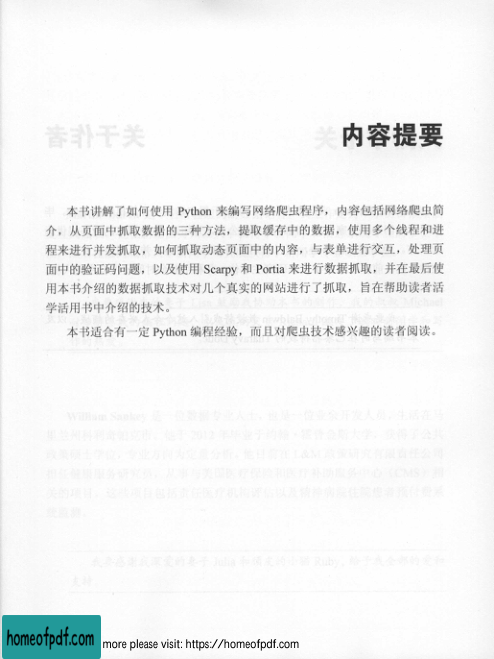 内容提要
本书讲解了如何使用 Python 来编写网络爬虫程序，内容包括网络爬虫简
介，从页面中抓取数据的三种方法，提取缓存中的数据，使用多个线程和进
程来进行并发抓取，如何抓取动态页面中的内容，与表单进行交互，处理页
面中的验证码问题，以及使用 Scarpy 和 Portia 来进行数据抓取，并在最后使
用本书介绍的数据抓取技术对几个真实的网站进行了抓取，旨在帮助读者活
学活用书中介绍的技术。
本书适合有一定 Python 编程经验，而且对爬虫技术感兴趣的读者阅读。
homeofpdf.com
more please visit: https://homeofpdf.com